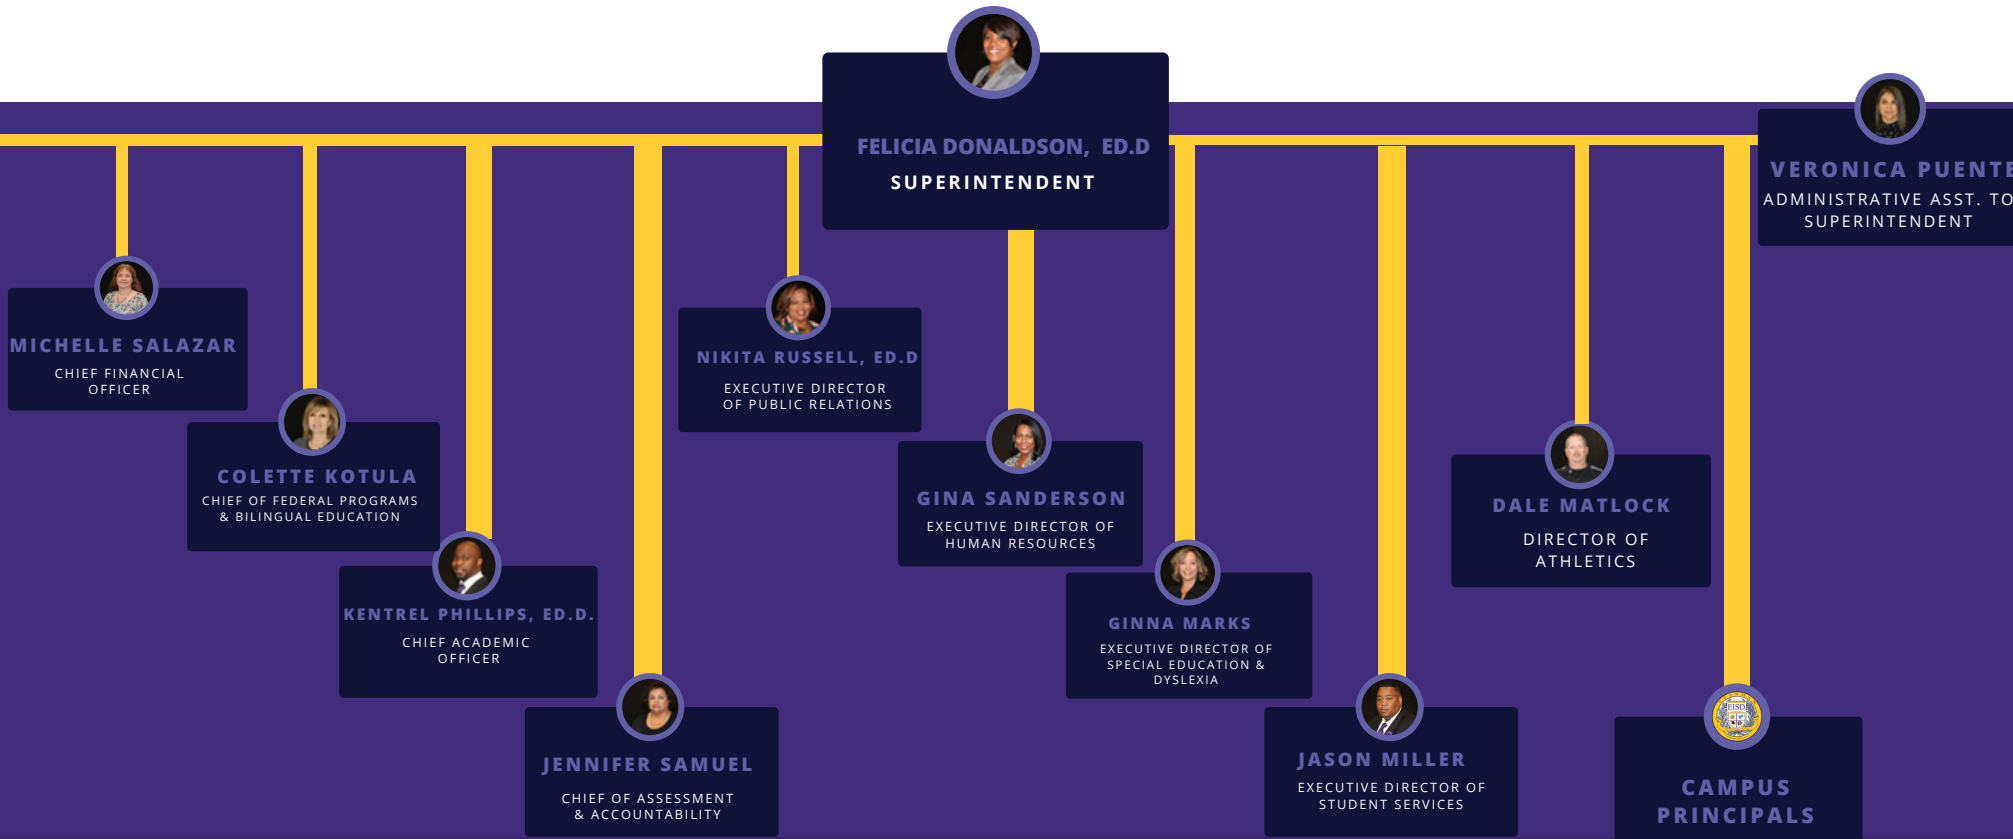 FELICIA DONALDSON, ED.D
SUPERINTENDENT
VERONICA PUENTE
ADMINISTRATIVE ASST. TO
SUPERINTENDENT
MICHELLE SALAZAR
CHIEF FINANCIAL
OFFICER
COLETTE KOTULA
CHIEF OF FEDERAL PROGRAMS
& BILINGUAL EDUCATION
KENTREL PHILLIPS, ED.D.
CHIEF ACADEMIC
OFFICER
JENNIFER SAMUEL
CHIEF OF ASSESSMENT
& ACCOUNTABILITY
NIKITA RUSSELL, ED.D
EXECUTIVE DIRECTOR
OF PUBLIC RELATIONS
GINA SANDERSON
EXECUTIVE DIRECTOR OF
HUMAN RESOURCES
GINNA MARKS
EXECUTIVE DIRECTOR OF
SPECIAL EDUCATION &
DYSLEXIA
JASON MILLER
EXECUTIVE DIRECTOR OF
STUDENT SERVICES
DALE MATLOCK
DIRECTOR OF
ATHLETICS
EISD
CAMPUS
PRINCIPALS